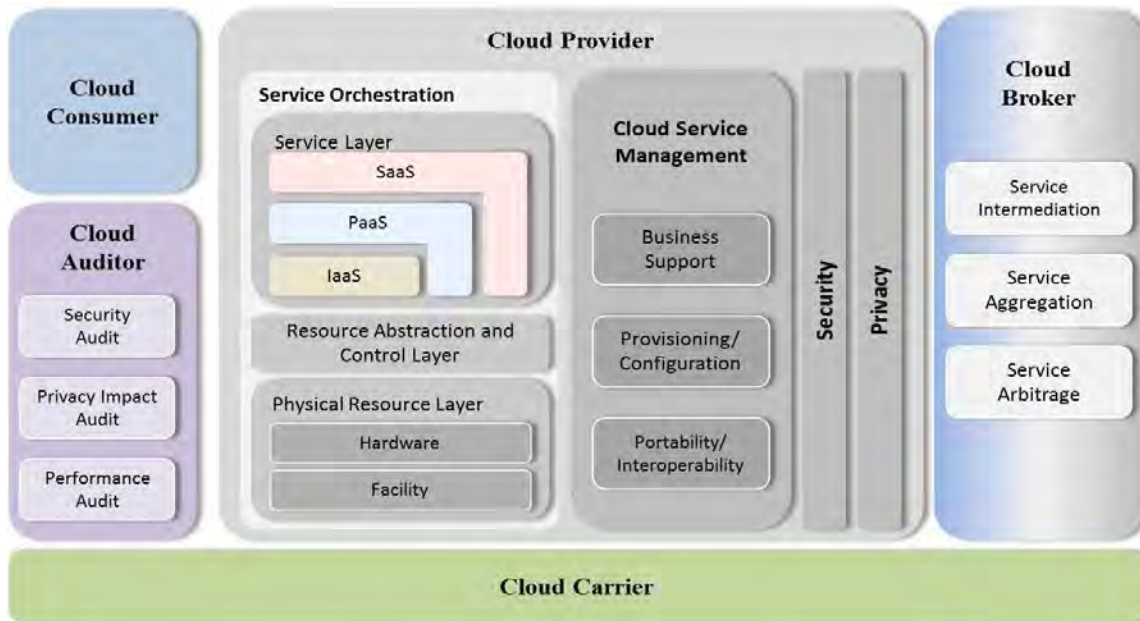 Cloud
Consumer
Cloud
Auditor
Security
Audit
Privacy Impact
Audit
Performance
Audit
Cloud Provider
Service Orchestration
Service Layer
SaaS
PaaS
IaaS
Resource Abstraction and
Control Layer
Physical Resource Layer
Hardware
Facility
Cloud Service
Management
Business
Support
Provisioning/
Configuration
Portability/
Interoperability
Security
Privacy
Cloud
Broker
Service
Intermediation
Service
Aggregation
Service
Arbitrage
Cloud Carrier